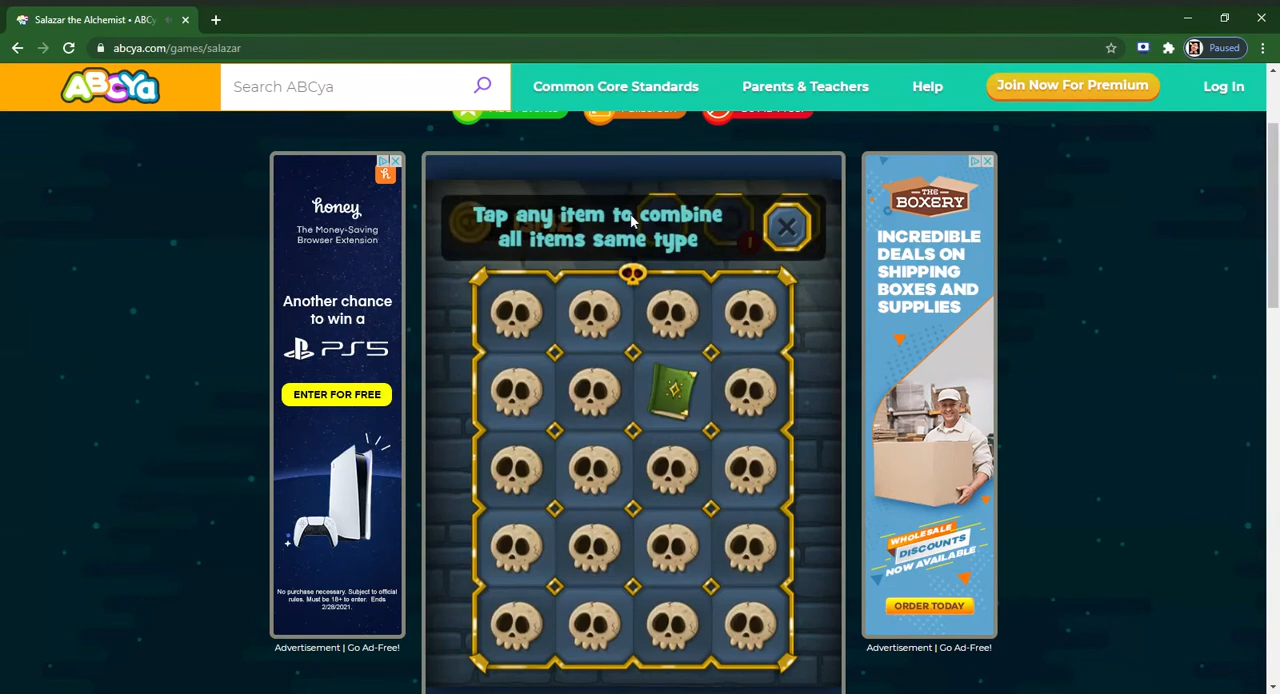 Salazar the Alchemist • ABCy
abcya.com/games/salazar
Paused
ABCYa
Search ABCya
Common Core Standards
Parents & Teachers
Help
Join Now For Premium
Log In
honey
The Money-Saving
Browser Extension
Another chance
to win a
PS5
ENTER FOR FREE
No purchase necessary. Subject to official
rules. Must be 18+ to enter. Ends
2/28/2021.
Advertisement | Go Ad-Free!
Tap any item to combine
all items same type
1
THE
BOXERY
INCREDIBLE
DEALS ON
SHIPPING
BOXES AND
SUPPLIES
WHOLESALE
DISCOUNTS
NOW AVAILABLE
ORDER TODAY
Advertisement | Go Ad-Free!